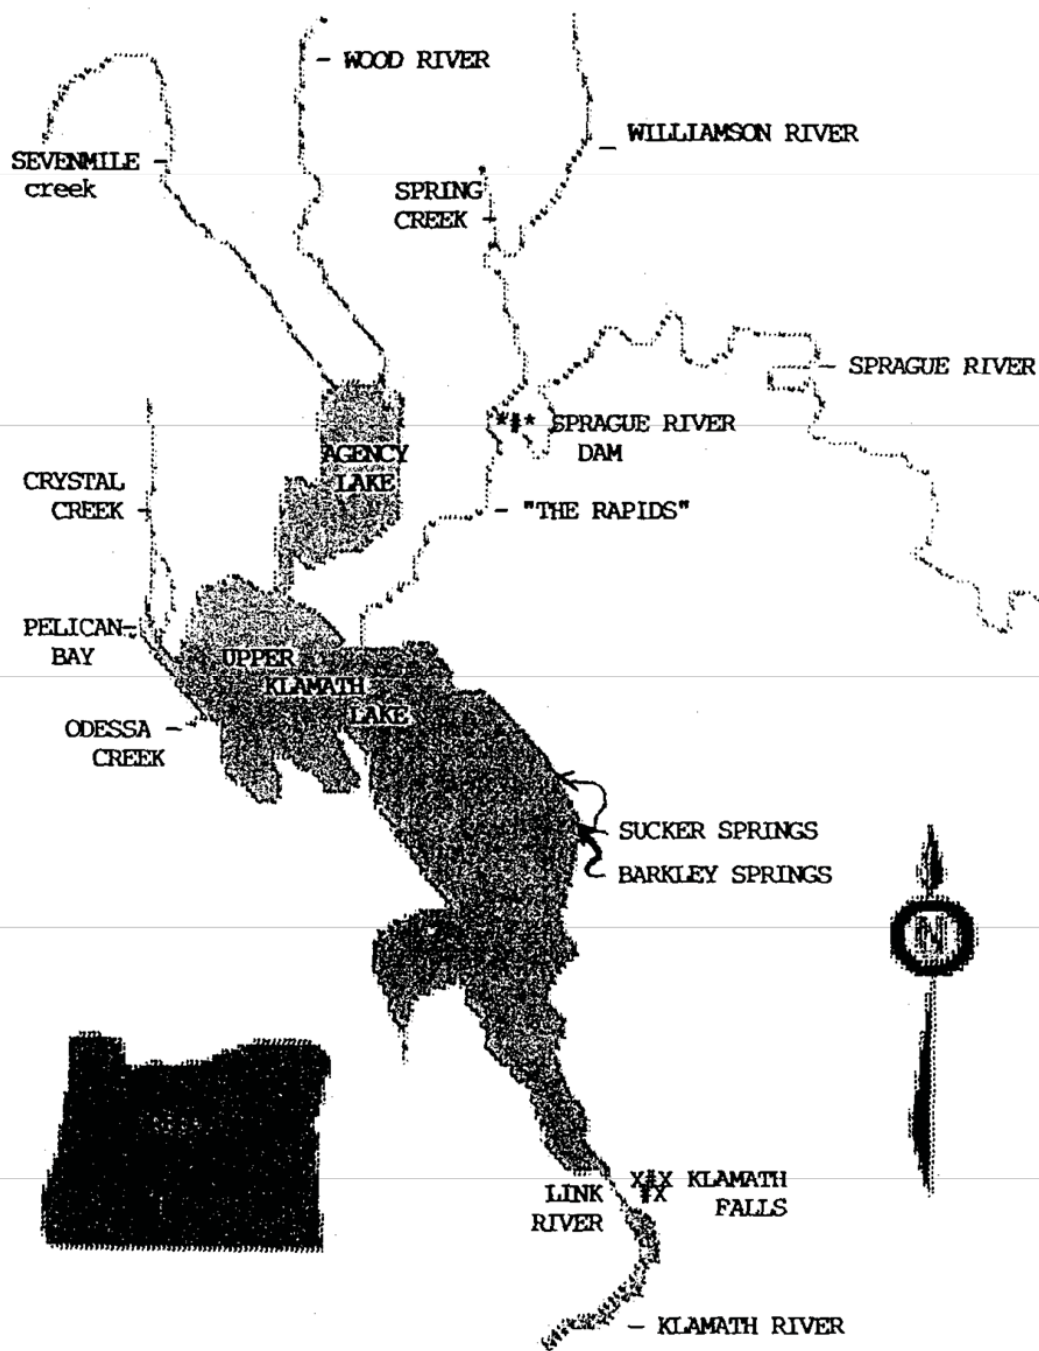 WOOD RIVER
WILLIAMSON RIVER
SEVENMILE
creek
SPRING
CREEK
SPRAGUE RIVER
*#* SPRAGUE RIVER
DAM
AGENCY
LAKE
CRYSTAL
CREEK
"THE RAPIDS"
PELICAN
BAY
UPPER
KLAMATH
LAKE
ODESSA
CREEK
SUCKER SPRINGS
BARKLEY SPRINGS
N
X#X KLAMATH
#X FALLS
LINK
RIVER
KLAMATH RIVER